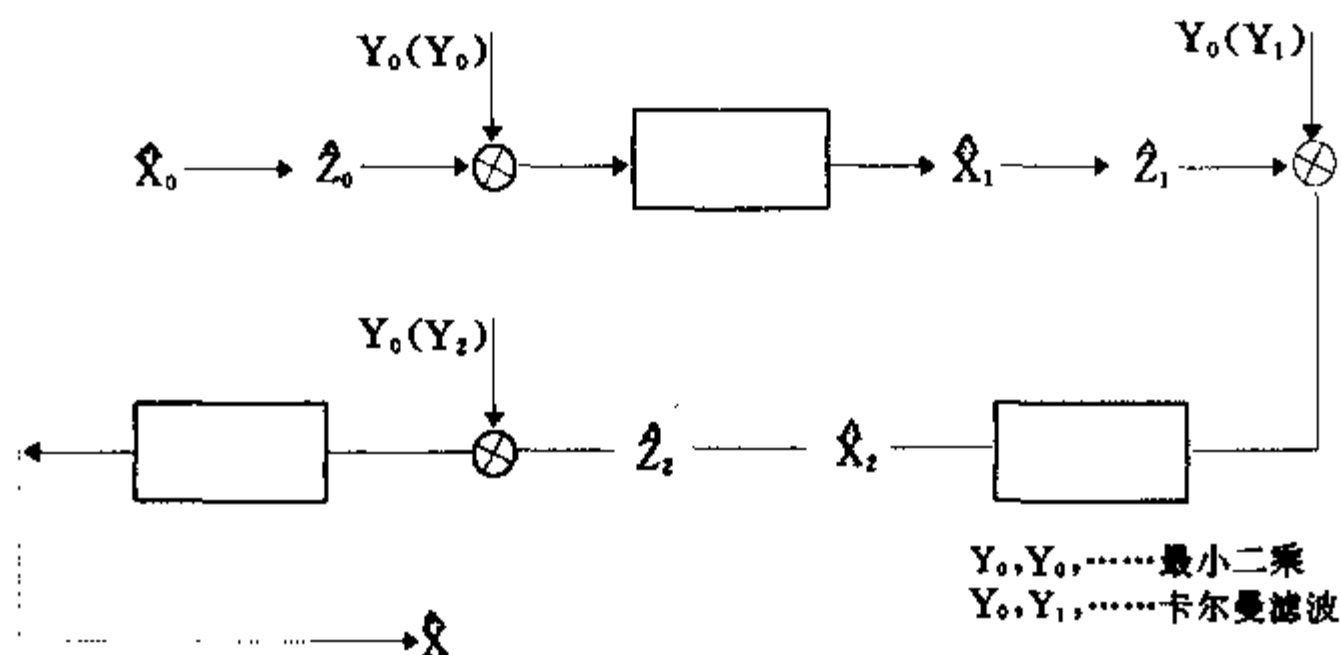 Y₀(Y₀)
Y₀(Y₁)
X̂₀
Ẑ₀
X̂₁
Ẑ₁
Y₀(Y₂)
Ẑ₂
X̂₂
Y₀,Y₀,……最小二乘
Y₀,Y₁,……卡尔曼滤波
X̂